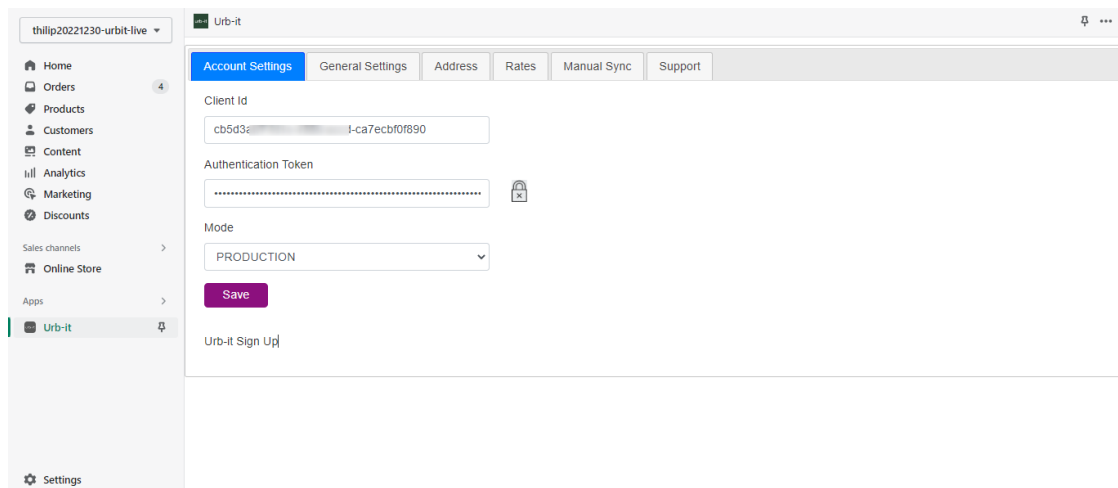 thilip20221230-urbit-live
Urb-it
Home
Orders 4
Products
Customers
Content
Analytics
Marketing
Discounts
Sales channels
Online Store
Apps
Urb-it
Settings
Account Settings General Settings Address Rates Manual Sync Support
Client Id
cb5d3a d-ca7ecbf0f890
Authentication Token
Mode
PRODUCTION
Save
Urb-it Sign Up